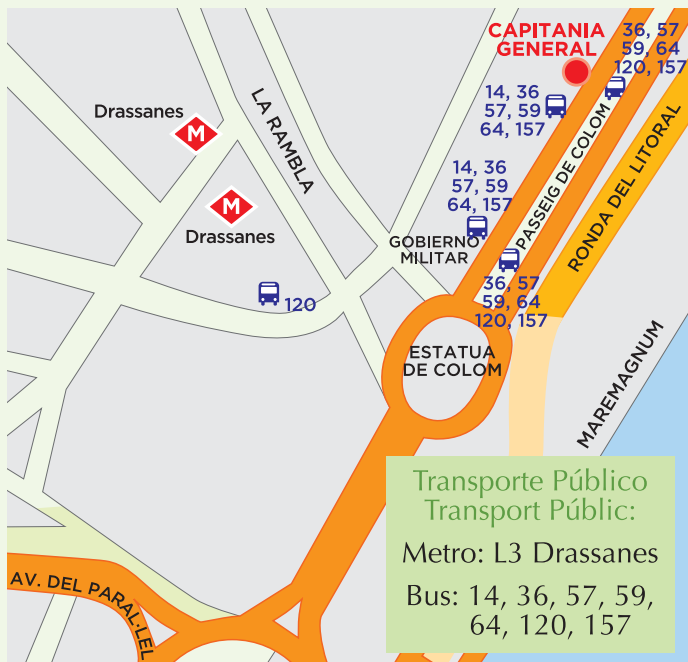 CAPITANIA
GENERAL
36, 57
59, 64
120, 157
14, 36
57, 59
64, 157
Drassanes
M
LA RAMBLA
PASSEIG DE COLOM
RONDA DEL LITORAL
14, 36
57, 59
64, 157
M
Drassanes
GOBIERNO
MILITAR
120
36, 57
59, 64
120, 157
ESTATUA
DE COLOM
MAREMAGNUM
Transporte Público
Transport Públic:
Metro: L3 Drassanes
Bus: 14, 36, 57, 59,
64, 120, 157
AV. DEL PARAL·LEL